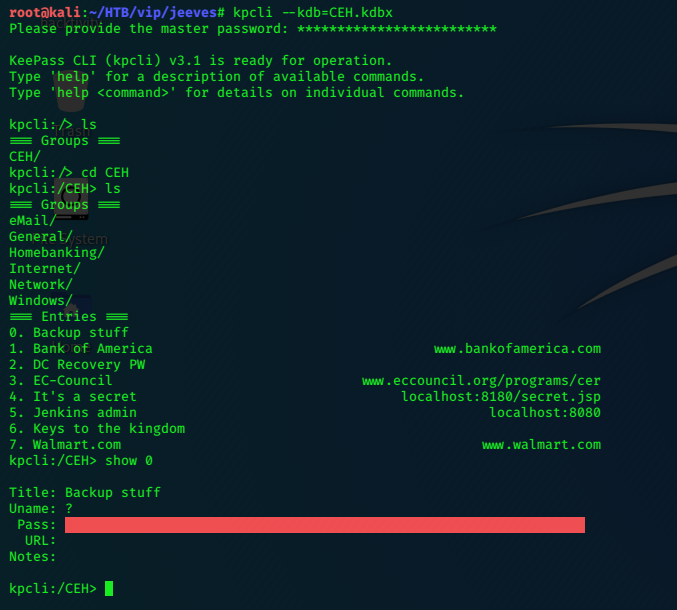 root@kali:~/HTB/vip/jeeves# kpcli --kdb=CEH.kdbx
Please provide the master password: *************************
KeePass CLI (kpcli) v3.1 is ready for operation.
Type 'help' for a description of available commands.
Type 'help <command>' for details on individual commands.
kpcli:/> ls
=== Groups ===
CEH/
kpcli:/> cd CEH
kpcli:/CEH> ls
=== Groups ===
eMail/
General/
Homebanking/
Internet/
Network/
Windows/
=== Entries ===
0. Backup stuff
1. Bank of America www.bankofamerica.com
2. DC Recovery PW
3. EC-Council www.eccouncil.org/programs/cer
4. It's a secret localhost:8180/secret.jsp
5. Jenkins admin localhost:8080
6. Keys to the kingdom
7. Walmart.com www.walmart.com
kpcli:/CEH> show 0
Title: Backup stuff
Uname: ?
Pass:
URL:
Notes:
kpcli:/CEH>
Trash